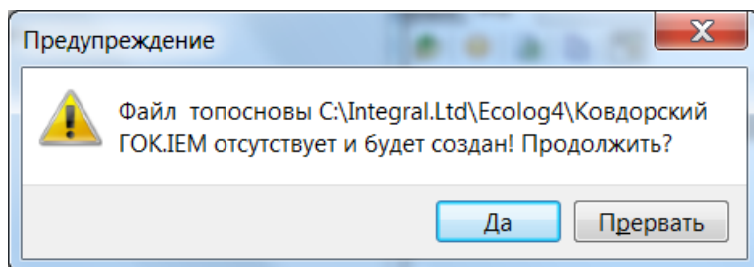 Предупреждение
Файл топосновы C:\Integral.Ltd\Ecolog4\Ковдорский
ГОК.IEM отсутствует и будет создан! Продолжить?
Да
Прервать